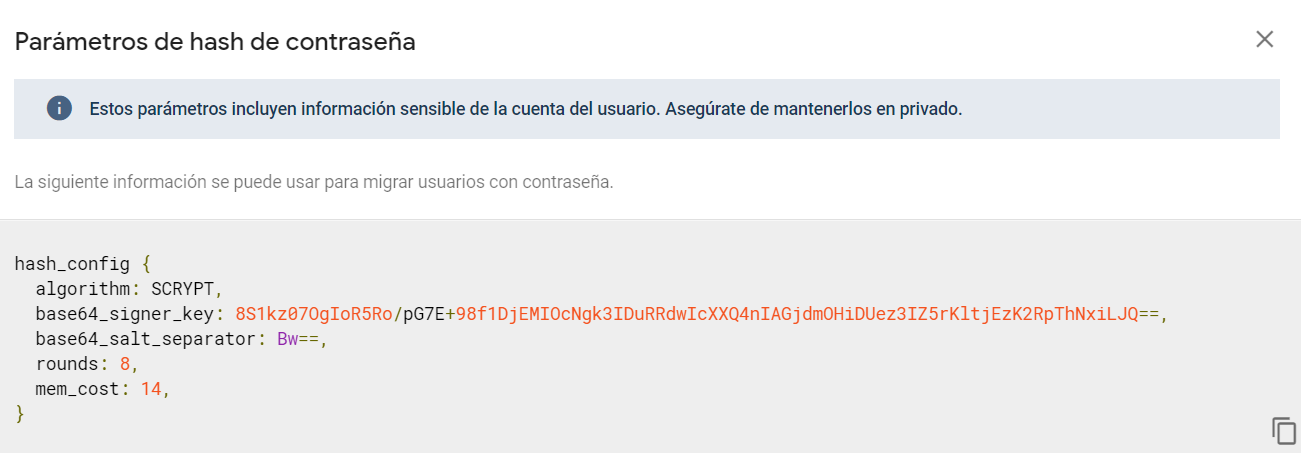 Parámetros de hash de contraseña
Estos parámetros incluyen información sensible de la cuenta del usuario. Asegúrate de mantenerlos en privado.
La siguiente información se puede usar para migrar usuarios con contraseña.
hash_config {
  algorithm: SCRYPT,
  base64_signer_key: 8S1kz07OgIoR5Ro/pG7E+98f1DjEMIOcNgk3IDuRRdwIcXXQ4nIAGjdmOHiDUez3IZ5rKltjEzK2RpThNxiLJQ==,
  base64_salt_separator: Bw==,
  rounds: 8,
  mem_cost: 14,
}